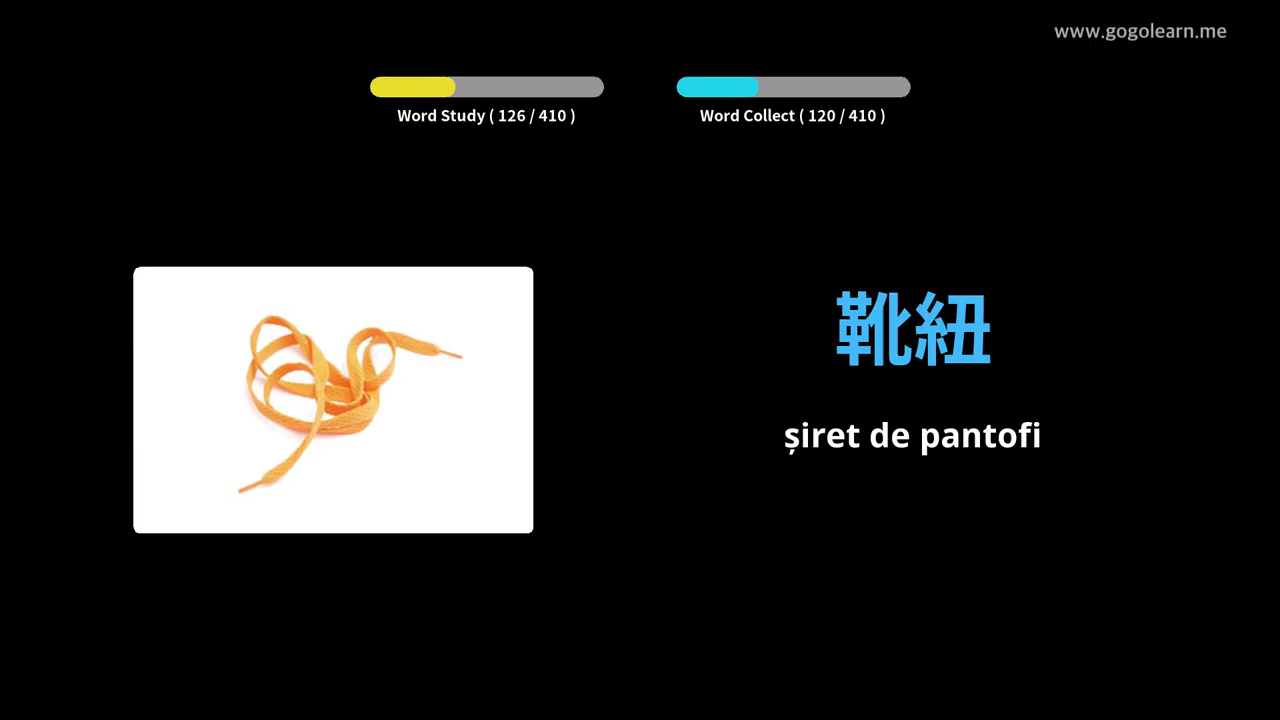 www.gogolearn.me
Word Study ( 126 / 410 )
Word Collect ( 120 / 410 )
靴紐
șiret de pantofi